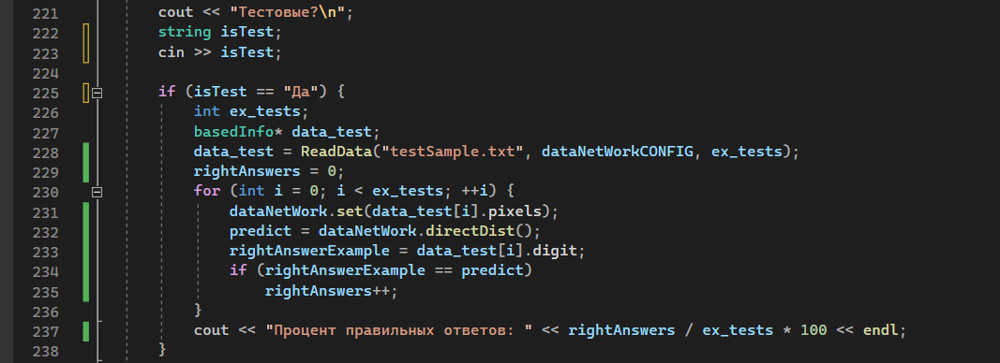 221 cout << "Тестовые?\n";
222 string isTest;
223 cin >> isTest;
224
225 if (isTest == "Да") {
226 int ex_tests;
227 basedInfo* data_test;
228 data_test = ReadData("testSample.txt", dataNetWorkCONFIG, ex_tests);
229 rightAnswers = 0;
230 for (int i = 0; i < ex_tests; ++i) {
231 dataNetWork.set(data_test[i].pixels);
232 predict = dataNetWork.directDist();
233 rightAnswerExample = data_test[i].digit;
234 if (rightAnswerExample == predict)
235 rightAnswers++;
236 }
237 cout << "Процент правильных ответов: " << rightAnswers / ex_tests * 100 << endl;
238 }